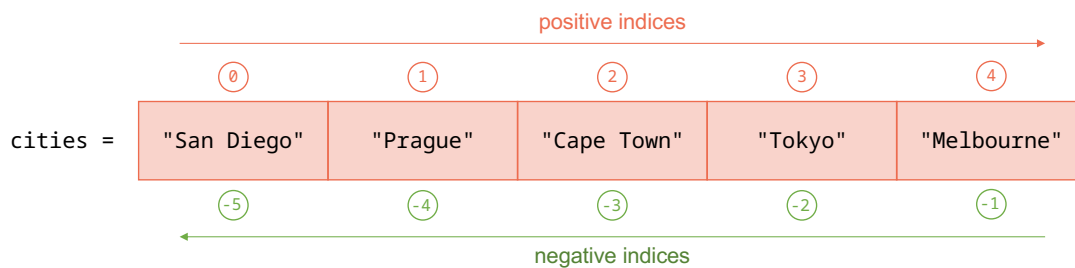 positive indices
0 1 2 3 4
cities = "San Diego" "Prague" "Cape Town" "Tokyo" "Melbourne"
-5 -4 -3 -2 -1
negative indices